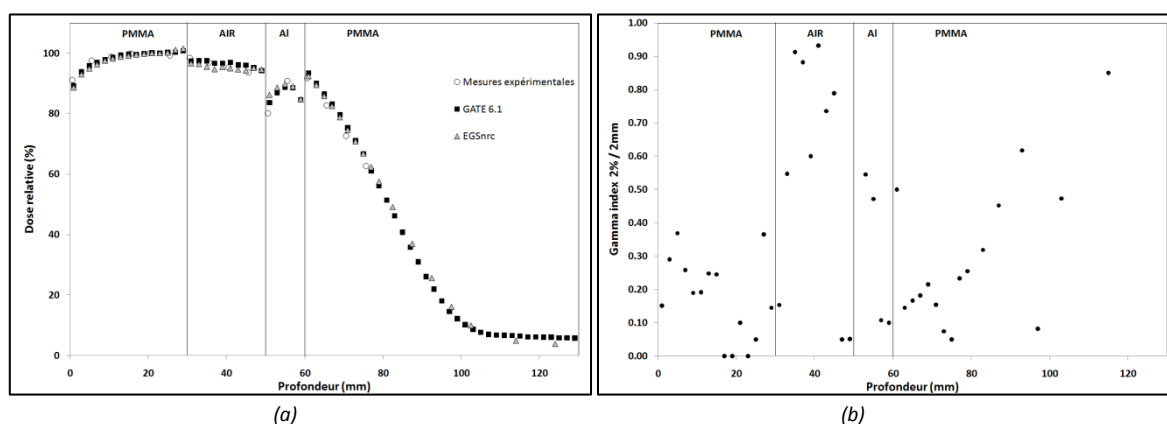 PMMA AIR Al PMMA
120
100
80
60
40
20
0
Dose relative (%)
Mesures expérimentales
GATE 6.1
EGSnrc
0 20 40 60 80 100 120
Profondeur (mm)
(a)
PMMA AIR Al PMMA
1.00
0.90
0.80
0.70
0.60
0.50
0.40
0.30
0.20
0.10
0.00
Gamma index 2% / 2mm
0 20 40 60 80 100 120
Profondeur (mm)
(b)